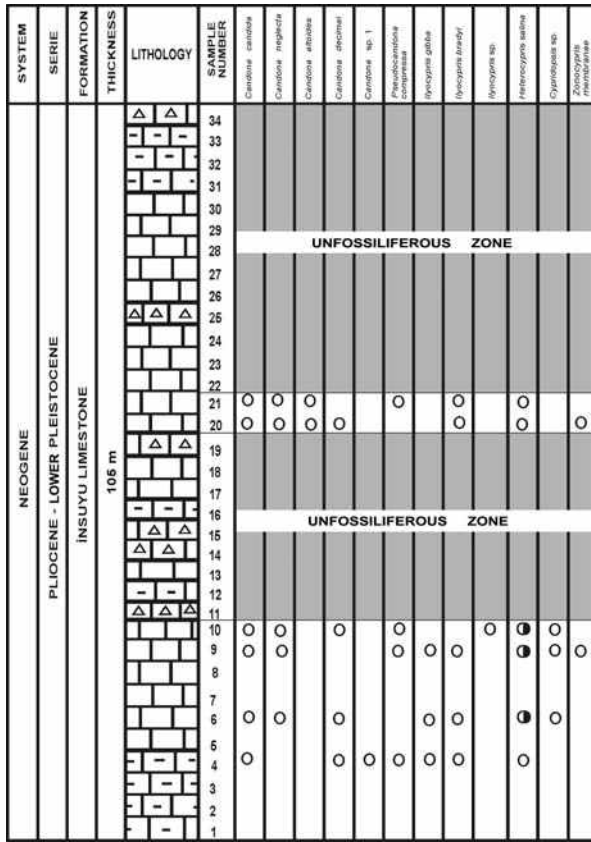 SYSTEM
SERIE
FORMATION
THICKNESS
LITHOLOGY
SAMPLE NUMBER
Candona candida
Candona neglecta
Candona altoides
Candona decimai
Candona sp. 1
Pseudocandona compressa
Ilyocypris gibba
Ilyocypris bradyi
Ilyocypris sp.
Heterocypris salina
Cypridopsis sp.
Zonocypris membranae
NEOGENE
PLIOCENE - LOWER PLEISTOCENE
İNSUYU LIMESTONE
105 m
34
33
32
31
30
29
28
UNFOSSILIFEROUS ZONE
27
26
25
24
23
22
21
20
19
18
17
16
UNFOSSILIFEROUS ZONE
15
14
13
12
11
10
9
8
7
6
5
4
3
2
1